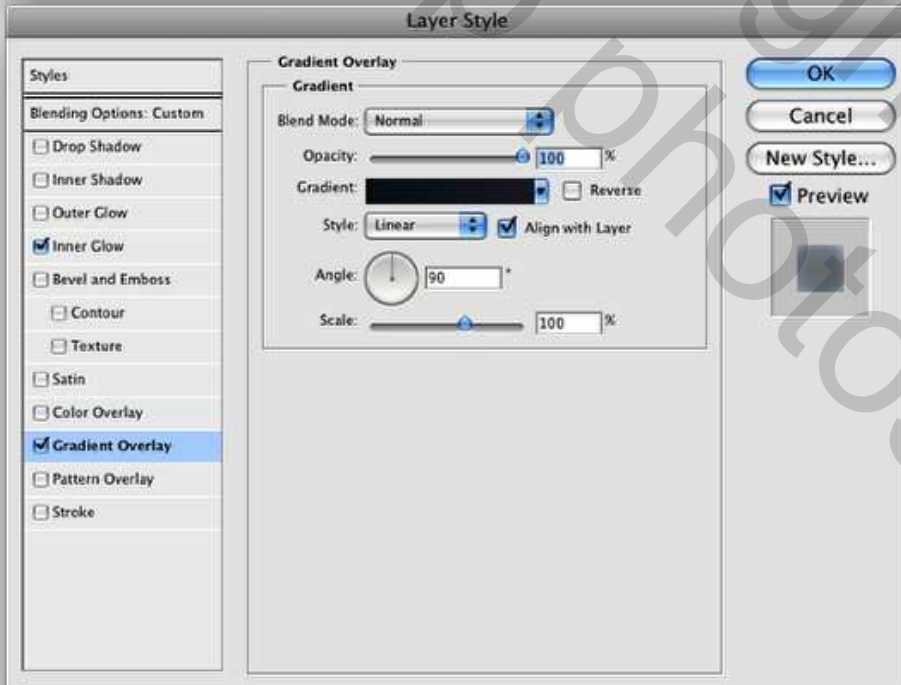 Layer Style
Styles
Blending Options: Custom
Drop Shadow
Inner Shadow
Outer Glow
Inner Glow
Bevel and Emboss
Contour
Texture
Satin
Color Overlay
Gradient Overlay
Pattern Overlay
Stroke
Gradient Overlay
Gradient
Blend Mode: Normal
Opacity: 100 %
Gradient: Reverse
Style: Linear Align with Layer
Angle: 90 °
Scale: 100 %
OK
Cancel
New Style...
Preview